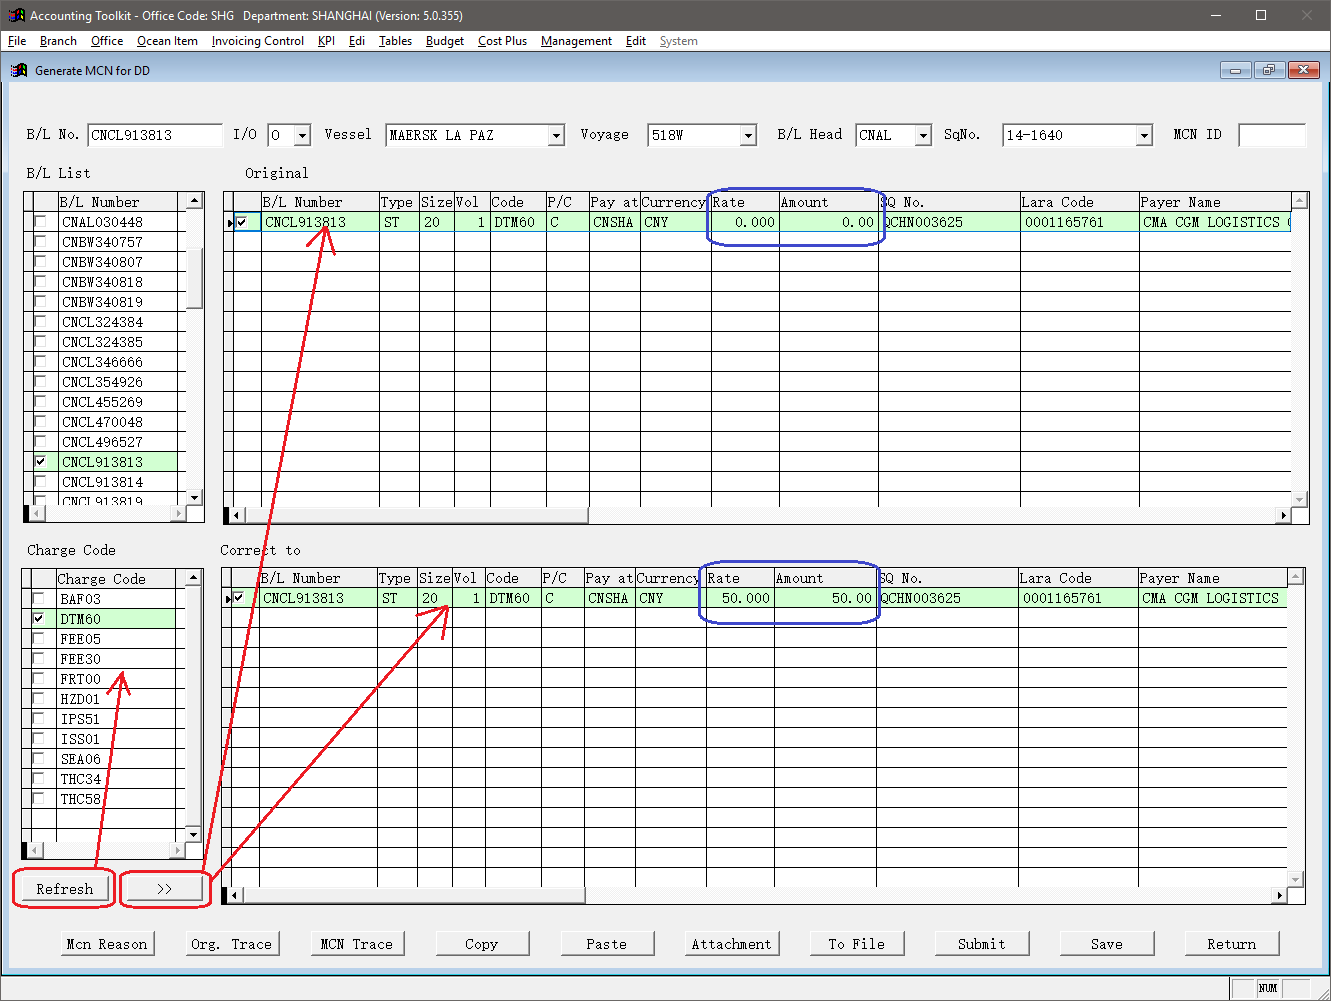 Accounting Toolkit - Office Code: SHG   Department: SHANGHAI (Version: 5.0.355)
File Branch Office Ocean Item Invoicing Control KPI Edi Tables Budget Cost Plus Management Edit System
Generate MCN for DD
B/L No. CNCL913813 I/O O Vessel MAERSK LA PAZ Voyage 518W B/L Head CNAL SqNo. 14-1640 MCN ID
B/L List
B/L Number
CNAL030448
CNBW340757
CNBW340807
CNBW340818
CNBW340819
CNCL324384
CNCL324385
CNCL346666
CNCL354926
CNCL455269
CNCL470048
CNCL496527
CNCL913813
CNCL913814
CNCL913819
Original
B/L Number Type Size Vol Code P/C Pay at Currency Rate Amount SQ No. Lara Code Payer Name
CNCL913813 ST 20 1 DTM60 C CNSHA CNY 0.000 0.00 QCHN003625 0001165761 CMA CGM LOGISTICS
Charge Code
Charge Code
BAF03
DTM60
FEE05
FEE30
FRT00
HZD01
IPS51
ISS01
SEA06
THC34
THC58
Refresh >>
Correct to
B/L Number Type Size Vol Code P/C Pay at Currency Rate Amount SQ No. Lara Code Payer Name
CNCL913813 ST 20 1 DTM60 C CNSHA CNY 50.000 50.00 QCHN003625 0001165761 CMA CGM LOGISTICS
Mcn Reason Org. Trace MCN Trace Copy Paste Attachment To File Submit Save Return
NUM